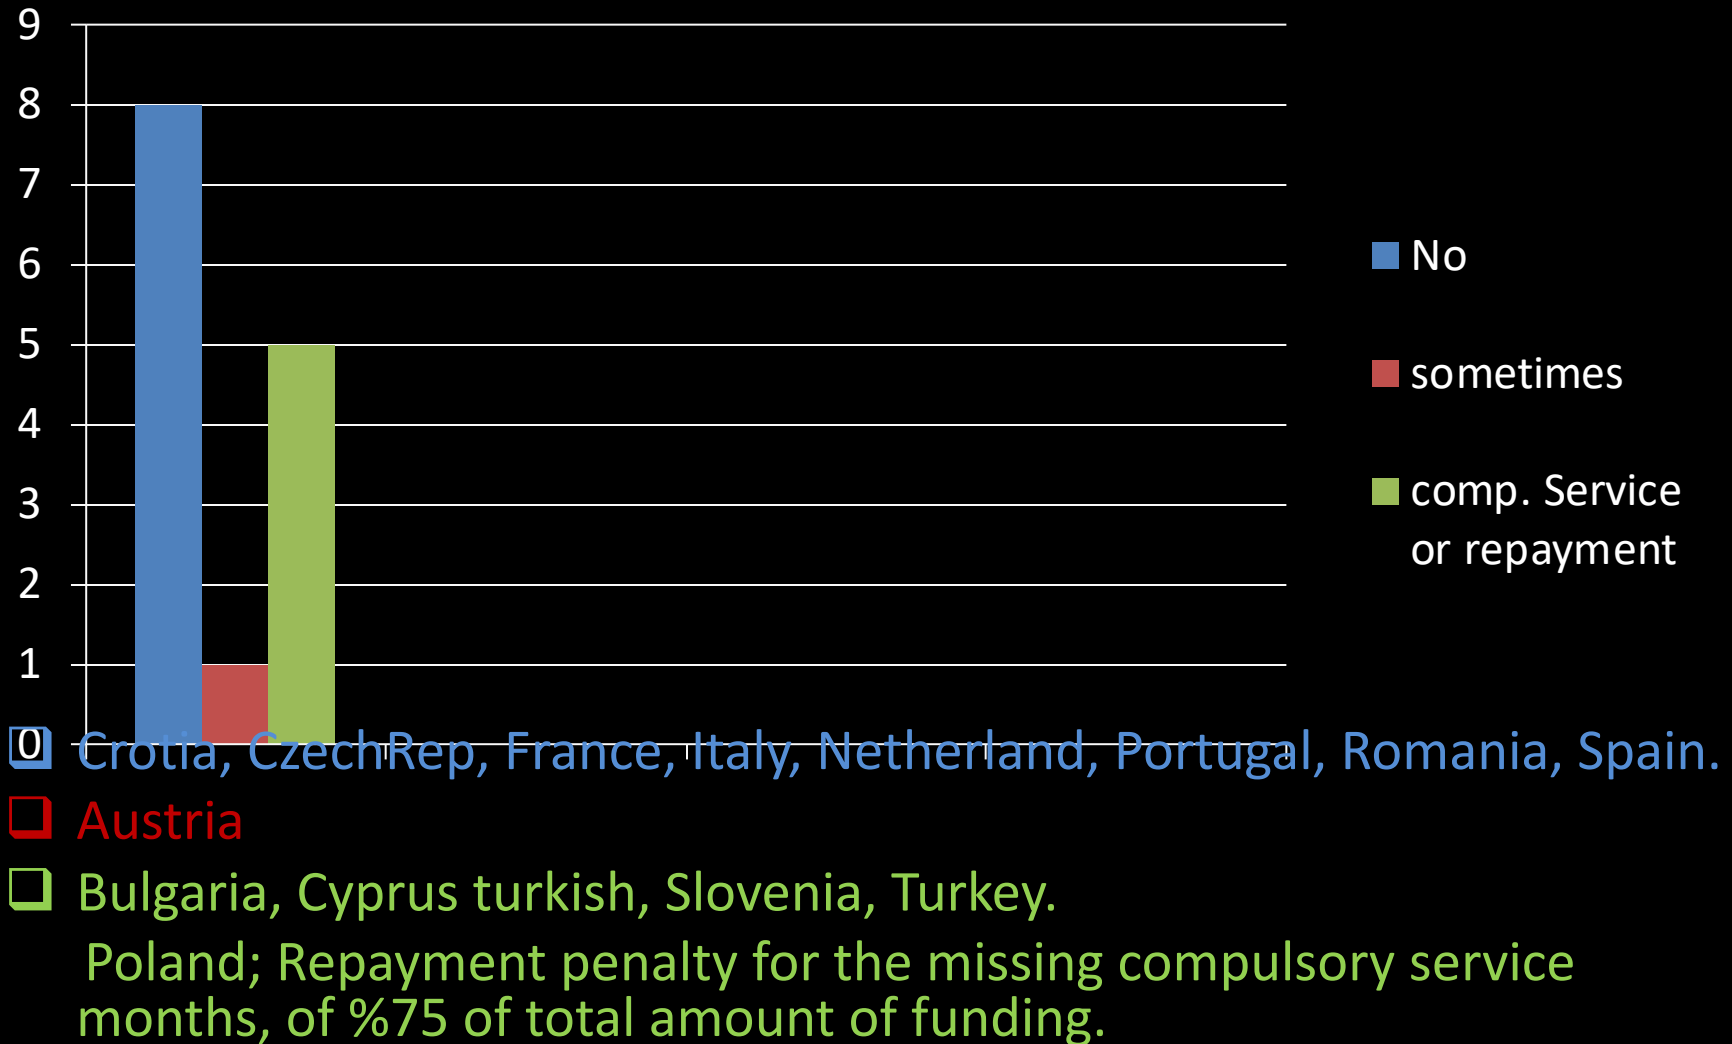 9
8
7
6
5
4
3
2
1
0
No
sometimes
comp. Service
or repayment
Crotia, CzechRep, France, Italy, Netherland, Portugal, Romania, Spain.
Austria
Bulgaria, Cyprus turkish, Slovenia, Turkey.
Poland; Repayment penalty for the missing compulsory service
months, of %75 of total amount of funding.